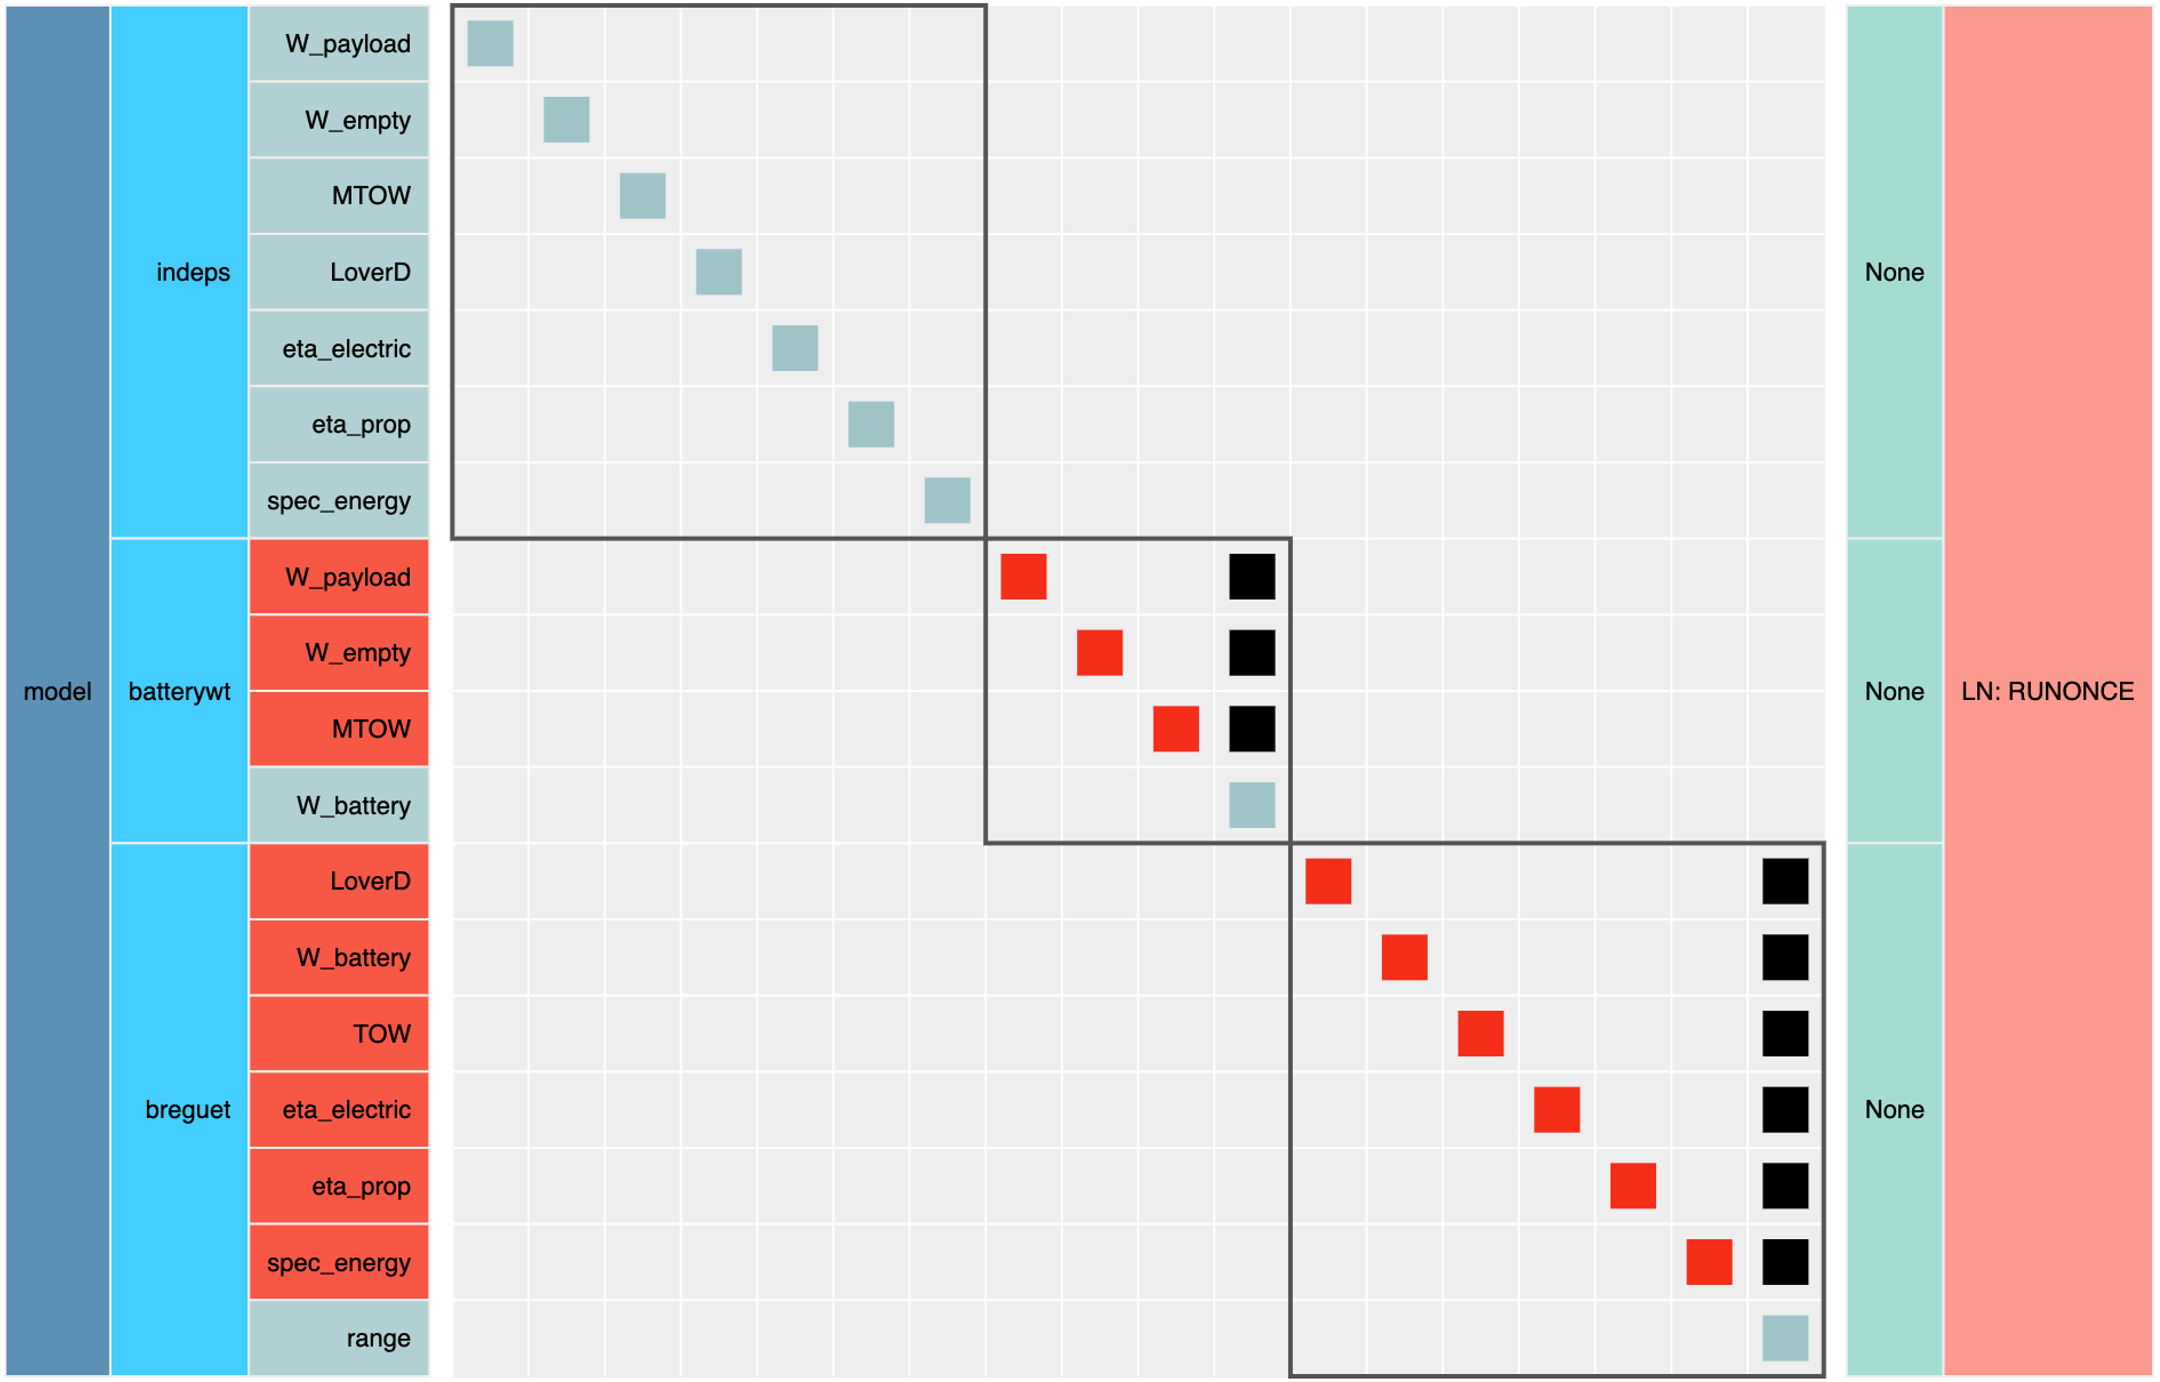 model
indeps
W_payload
W_empty
MTOW
LoverD
eta_electric
eta_prop
spec_energy
None
batterywt
W_payload
W_empty
MTOW
W_battery
None
LN: RUNONCE
breguet
LoverD
W_battery
TOW
eta_electric
eta_prop
spec_energy
range
None